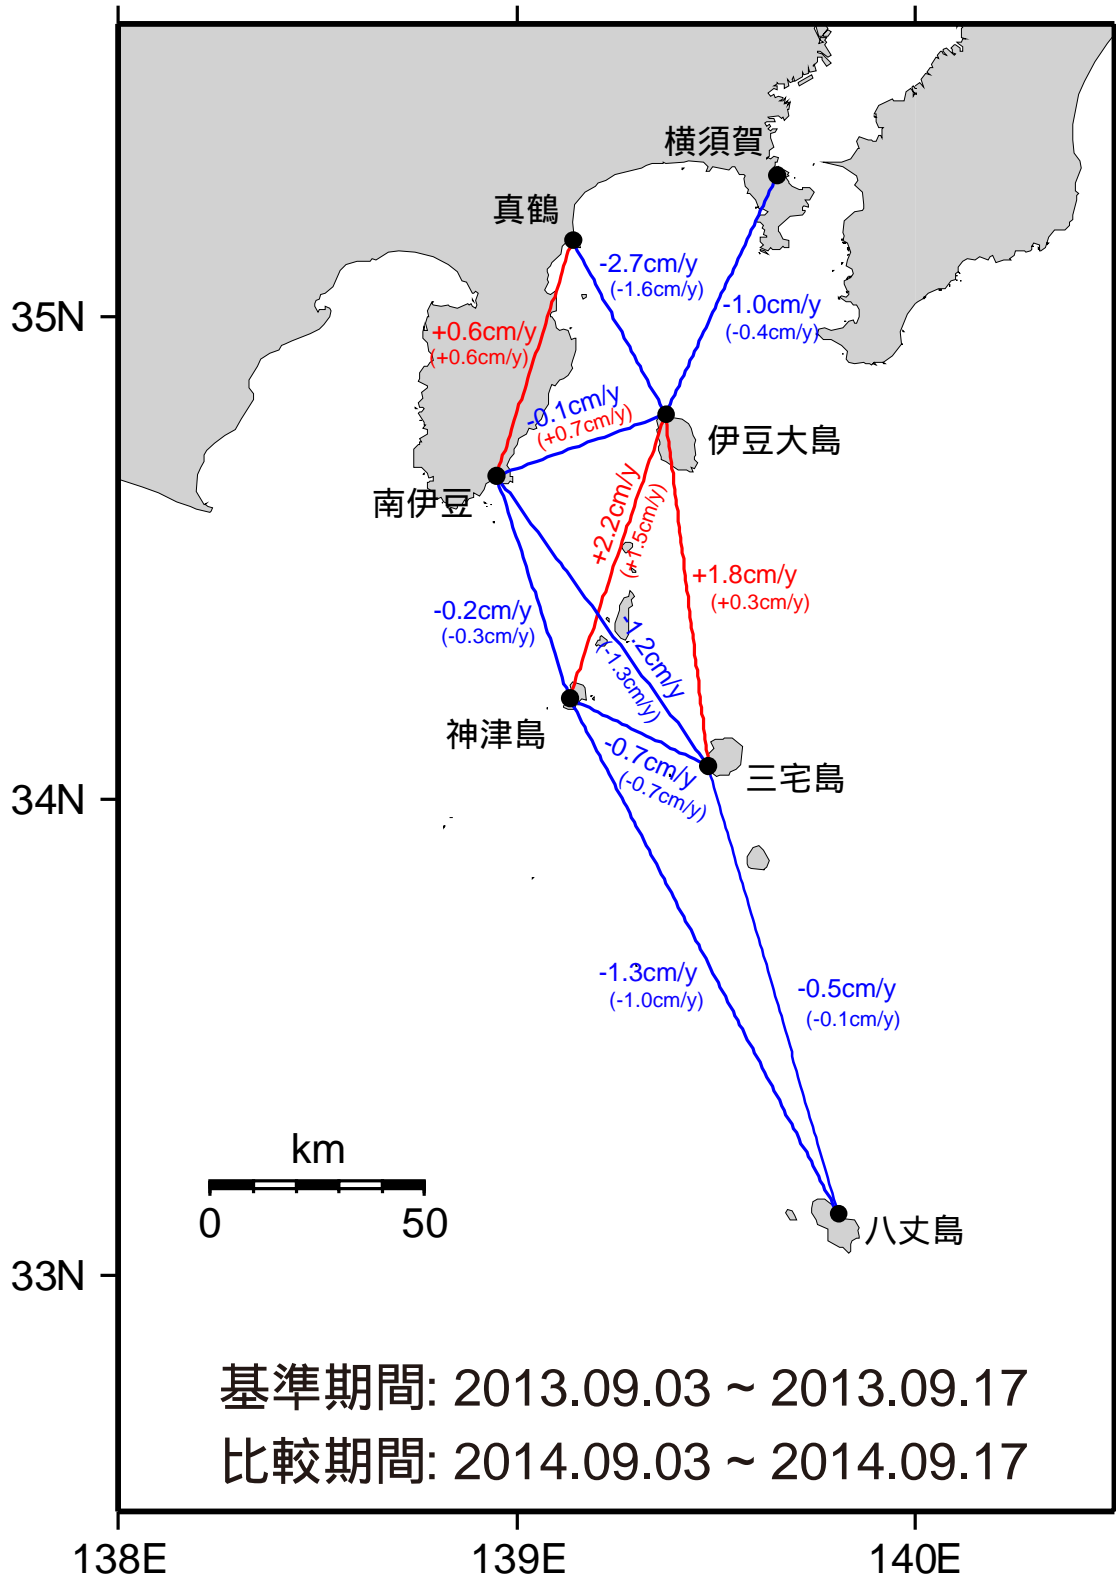 横須賀
真鶴
-2.7cm/y
(-1.6cm/y)
-1.0cm/y
(-0.4cm/y)
35N
+0.6cm/y
(+0.6cm/y)
-0.1cm/y
(+0.7cm/y)
伊豆大島
南伊豆
+2.2cm/y
(+1.5cm/y)
+1.8cm/y
(+0.3cm/y)
-0.2cm/y
(-0.3cm/y)
-1.2cm/y
(-1.3cm/y)
神津島
-0.7cm/y
(-0.7cm/y)
三宅島
34N
-1.3cm/y
(-1.0cm/y)
-0.5cm/y
(-0.1cm/y)
km
0 50
八丈島
33N
基準期間: 2013.09.03 ~ 2013.09.17
比較期間: 2014.09.03 ~ 2014.09.17
138E 139E 140E